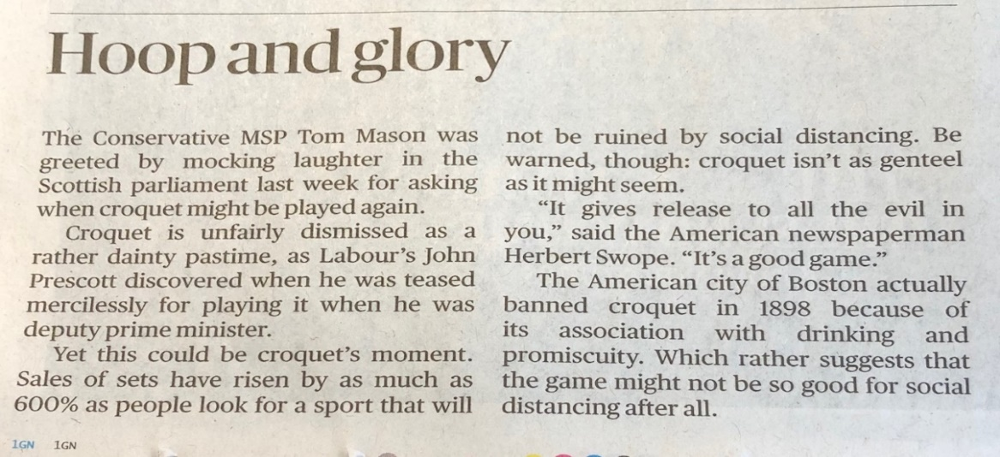 Hoop and glory
The Conservative MSP Tom Mason was
greeted by mocking laughter in the
Scottish parliament last week for asking
when croquet might be played again.
Croquet is unfairly dismissed as a
rather dainty pastime, as Labour's John
Prescott discovered when he was teased
mercilessly for playing it when he was
deputy prime minister.
Yet this could be croquet's moment.
Sales of sets have risen by as much as
600% as people look for a sport that will
not be ruined by social distancing. Be
warned, though: croquet isn't as genteel
as it might seem.
"It gives release to all the evil in
you," said the American newspaperman
Herbert Swope. "It's a good game."
The American city of Boston actually
banned croquet in 1898 because of
its association with drinking and
promiscuity. Which rather suggests that
the game might not be so good for social
distancing after all.
1GN 1GN